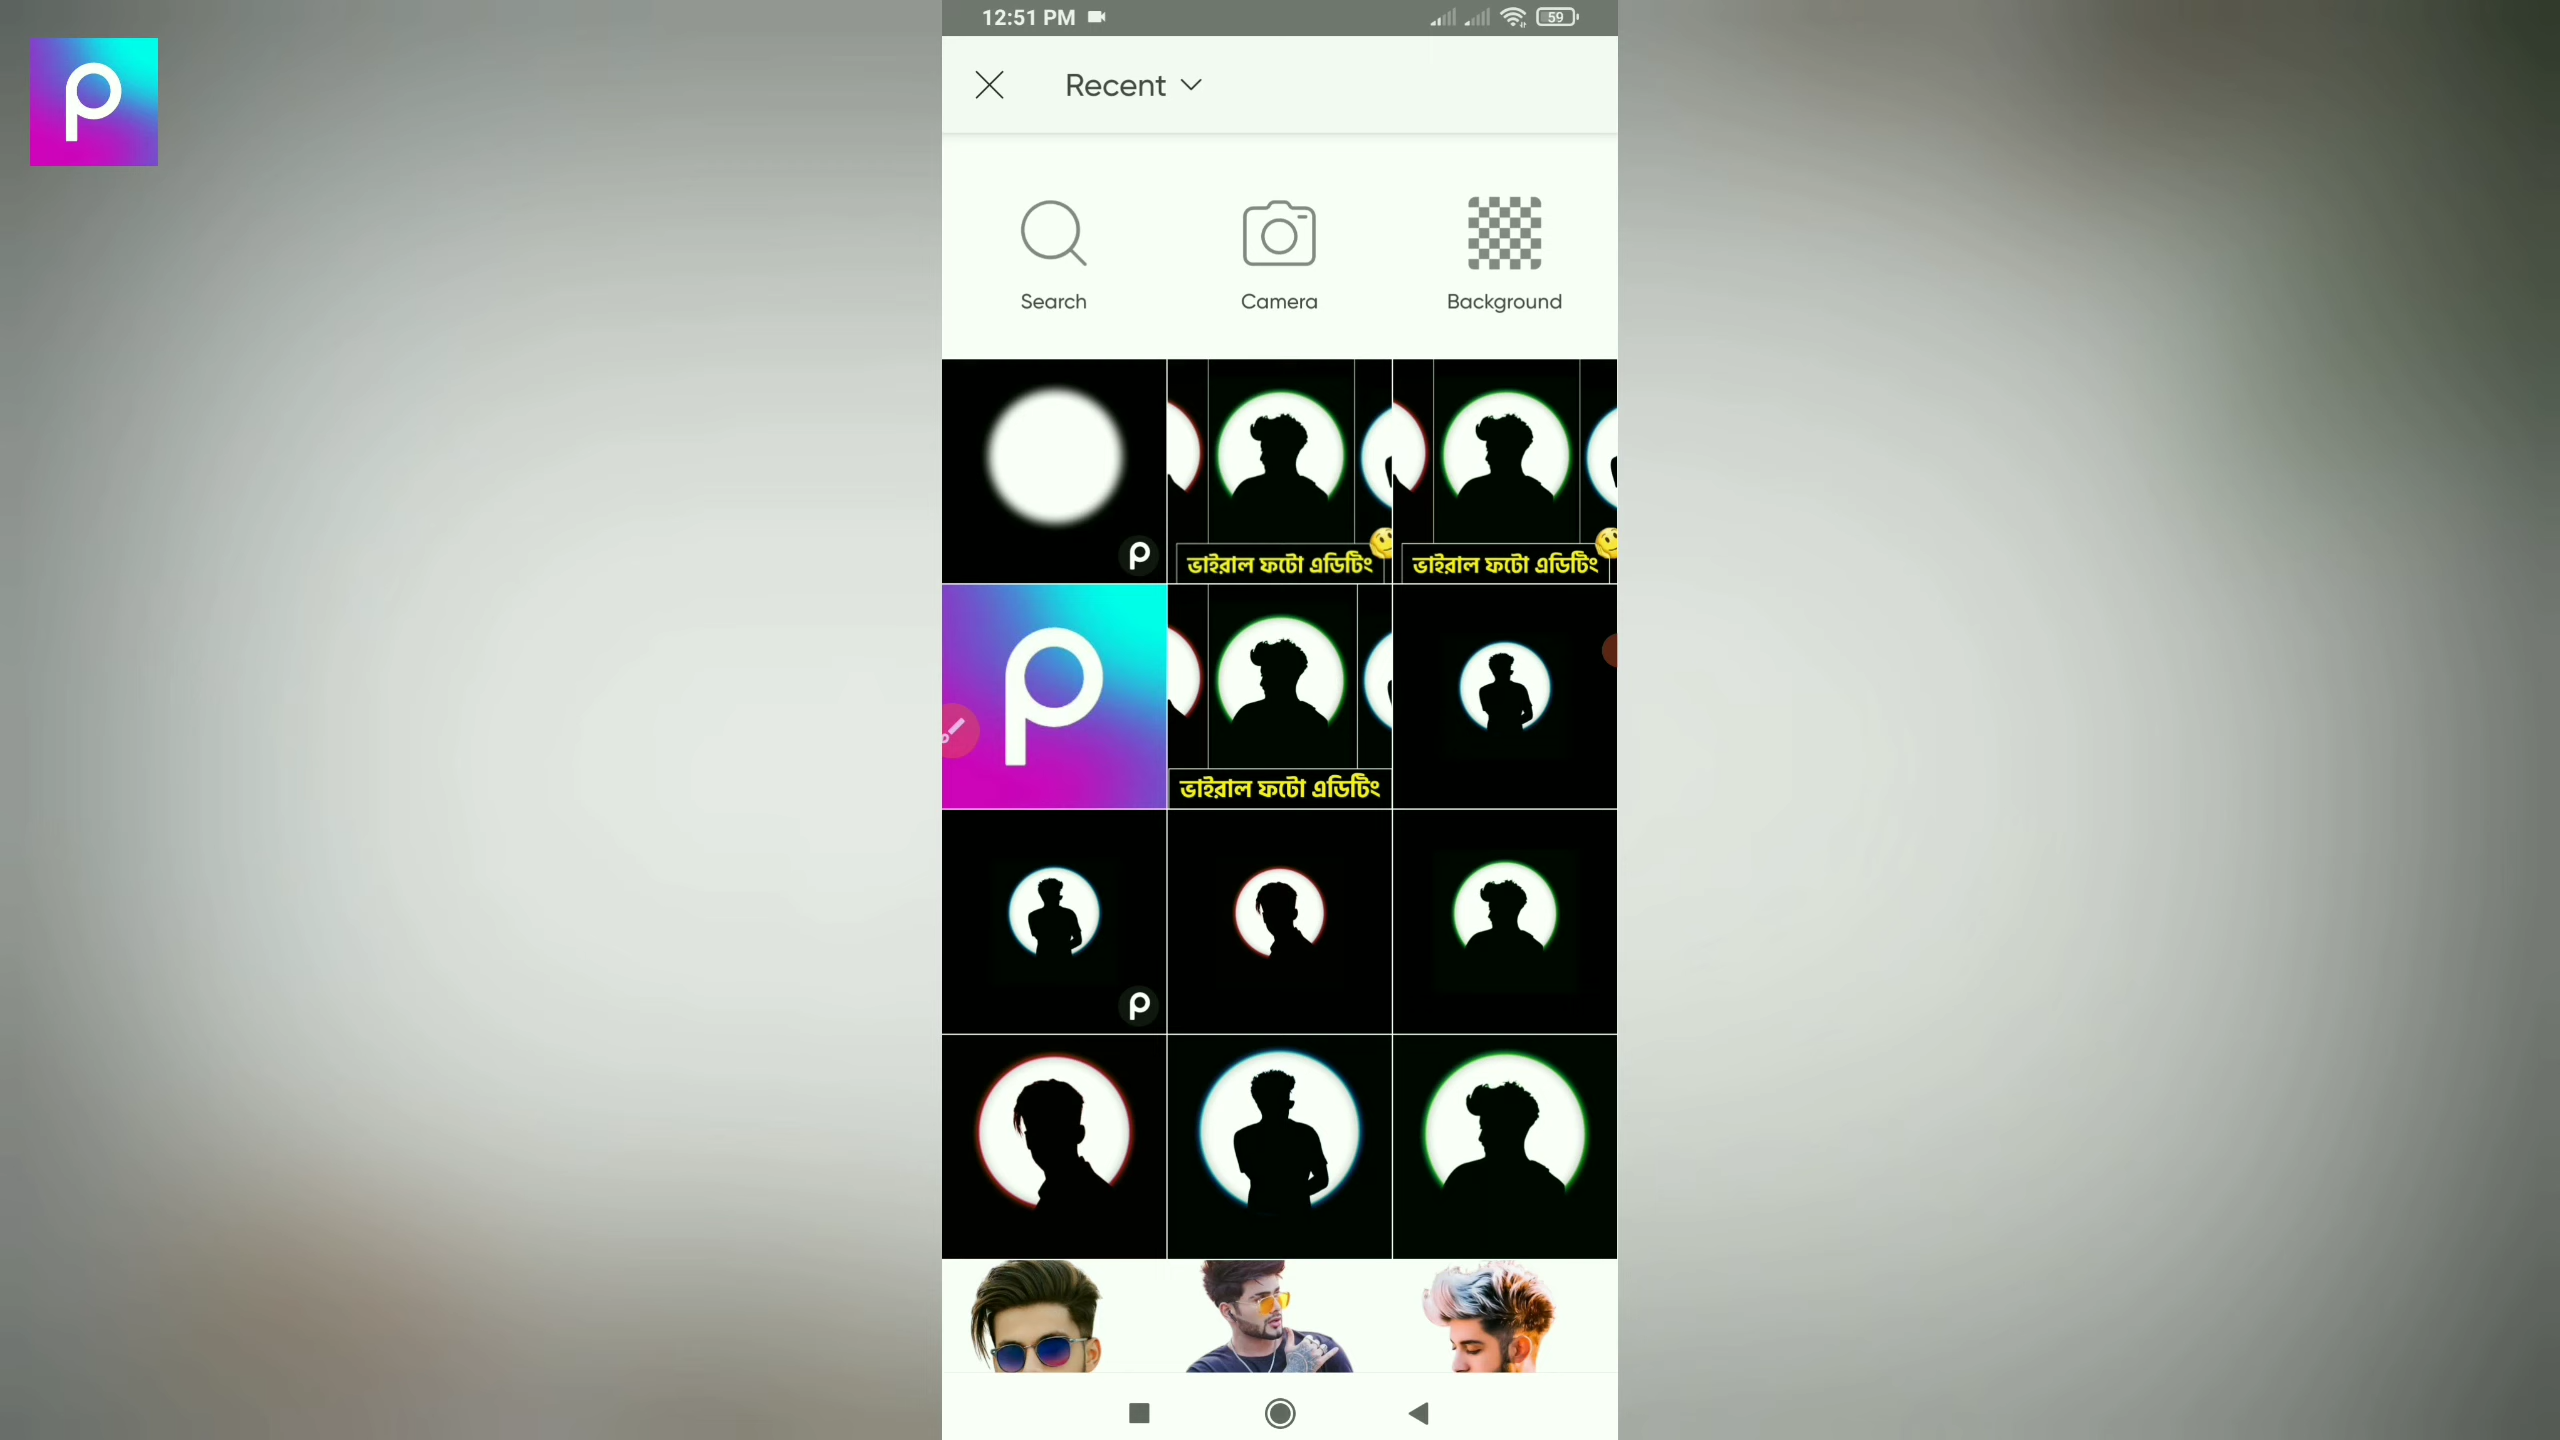 12:51 PM
59
Recent
Search
Camera
Background
ভাইরাল ফটো এডিটিং
ভাইরাল ফটো এডিটিং
ভাইরাল ফটো এডিটিং